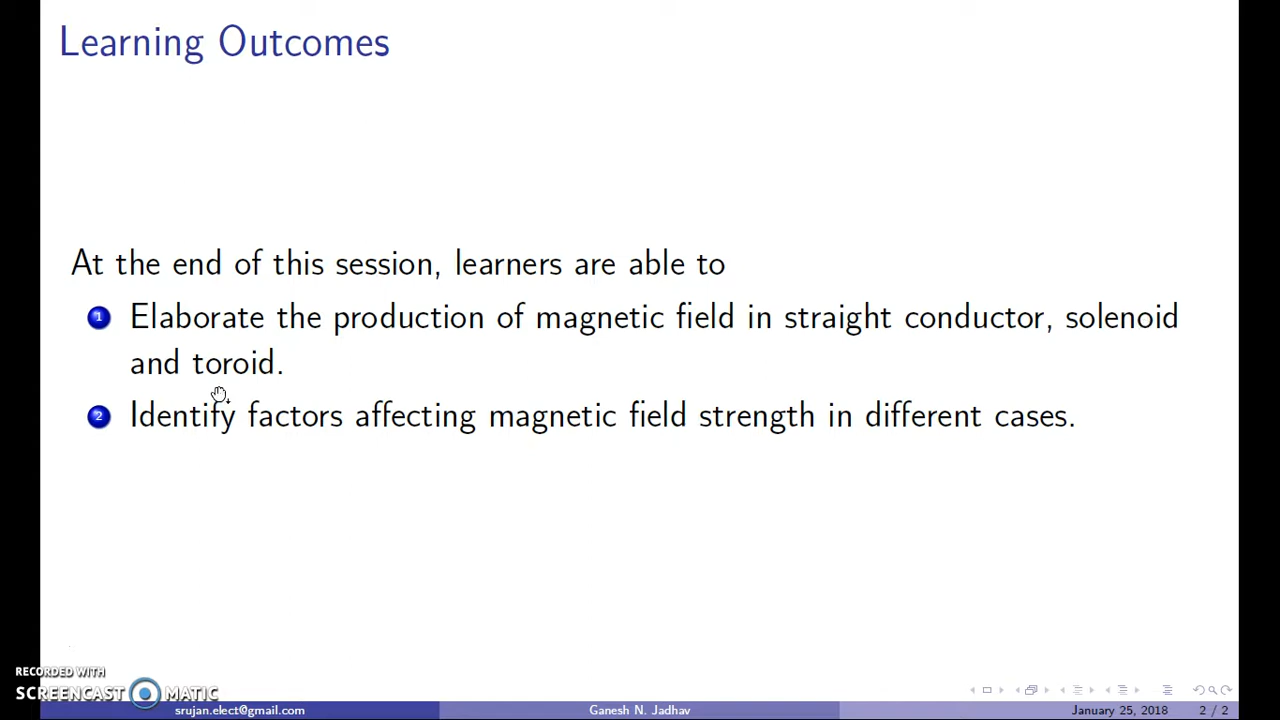 Learning Outcomes
At the end of this session, learners are able to
1 Elaborate the production of magnetic field in straight conductor, solenoid
and toroid.
2 Identify factors affecting magnetic field strength in different cases.
RECORDED WITH
SCREENCAST MATIC
srujan.elect@gmail.com Ganesh N. Jadhav January 25, 2018 2 / 2